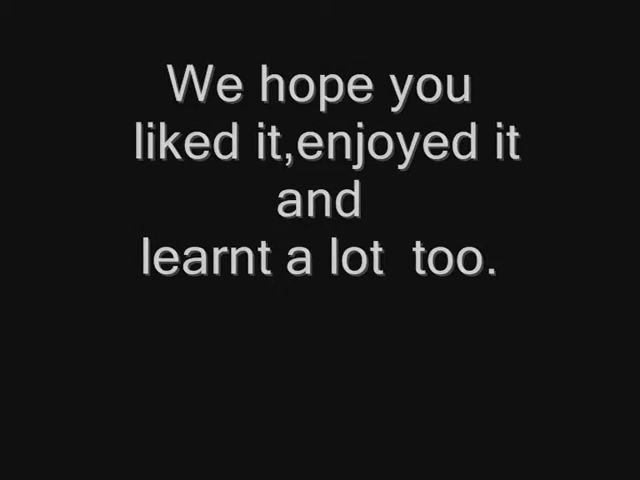 We hope you
liked it,enjoyed it
and
learnt a lot  too.